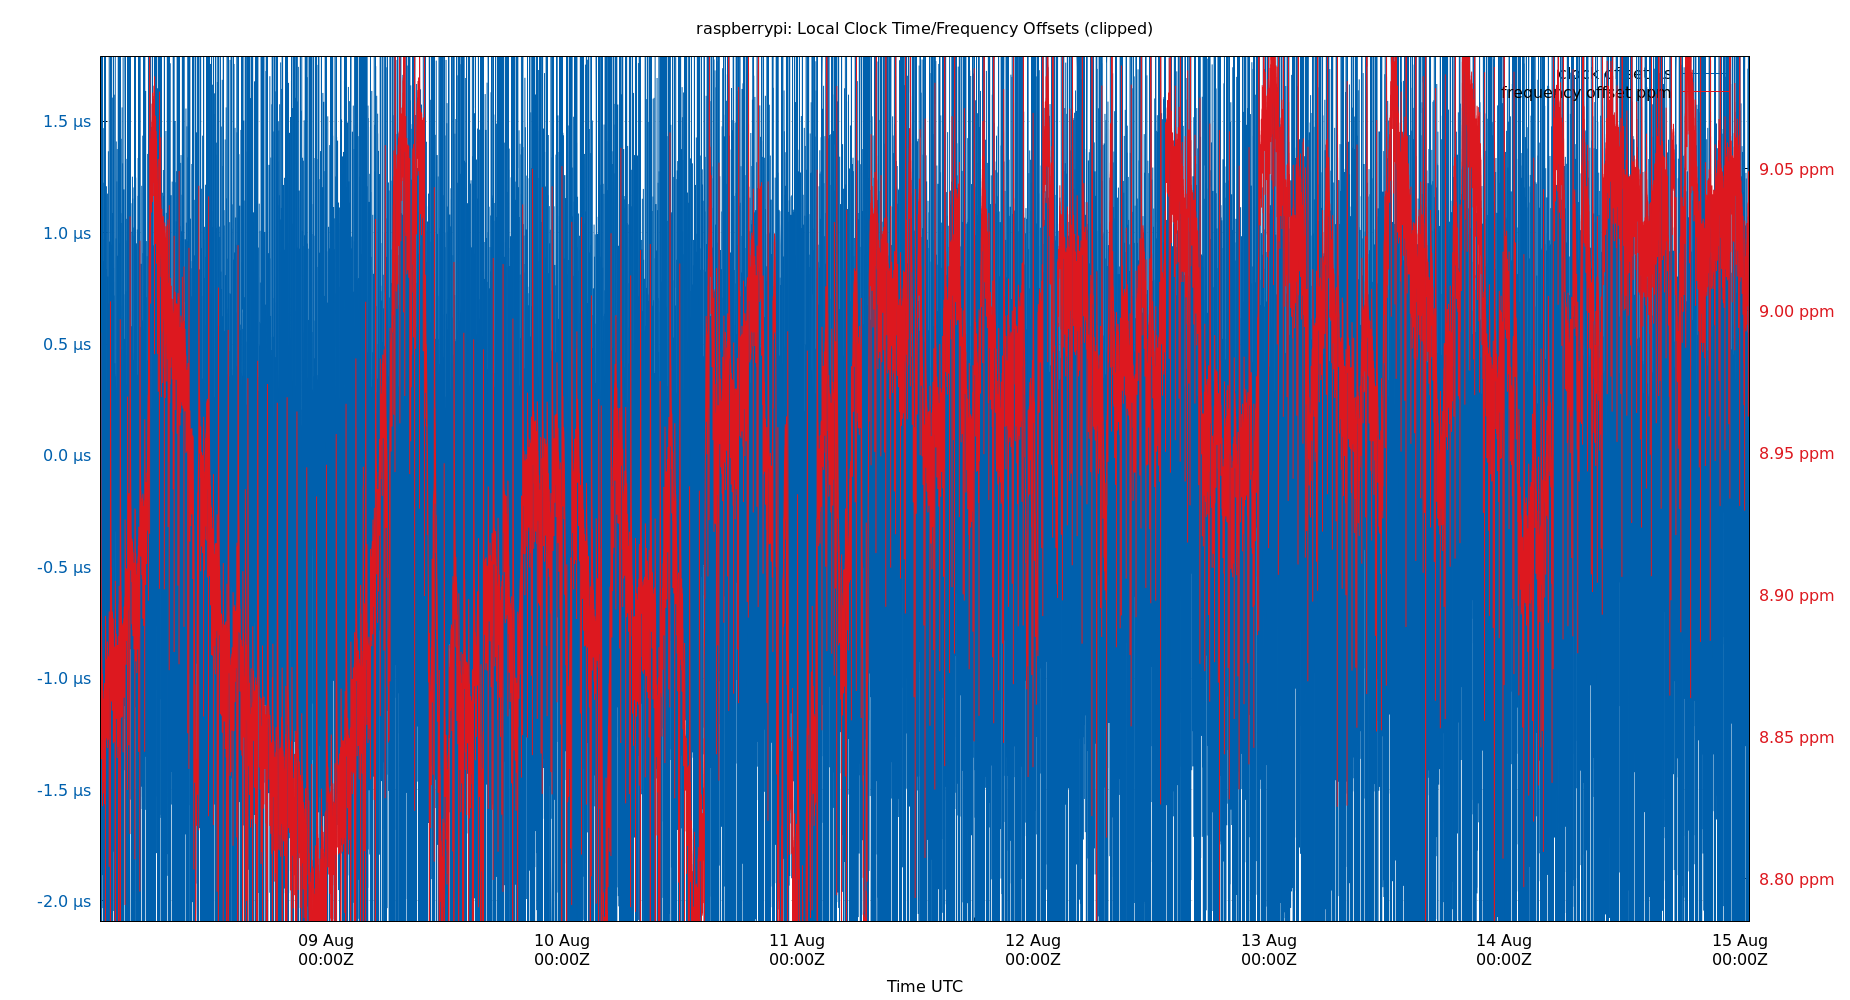 raspberrypi: Local Clock Time/Frequency Offsets (clipped)
clock offset µs
frequency offset ppm
1.5 µs
1.0 µs
0.5 µs
0.0 µs
-0.5 µs
-1.0 µs
-1.5 µs
-2.0 µs
9.05 ppm
9.00 ppm
8.95 ppm
8.90 ppm
8.85 ppm
8.80 ppm
09 Aug 10 Aug 11 Aug 12 Aug 13 Aug 14 Aug 15 Aug
00:00Z 00:00Z 00:00Z 00:00Z 00:00Z 00:00Z 00:00Z
Time UTC